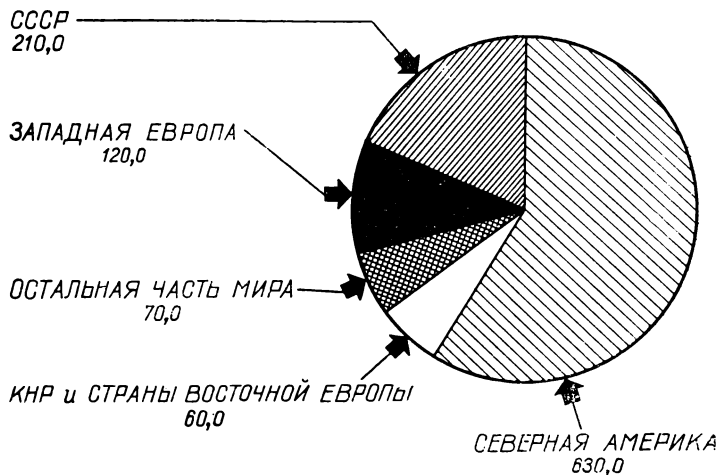 СССР
210,0
ЗАПАДНАЯ ЕВРОПА
120,0
ОСТАЛЬНАЯ ЧАСТЬ МИРА
70,0
КНР и СТРАНЫ ВОСТОЧНОЙ ЕВРОПЫ
60,0
СЕВЕРНАЯ АМЕРИКА
630,0